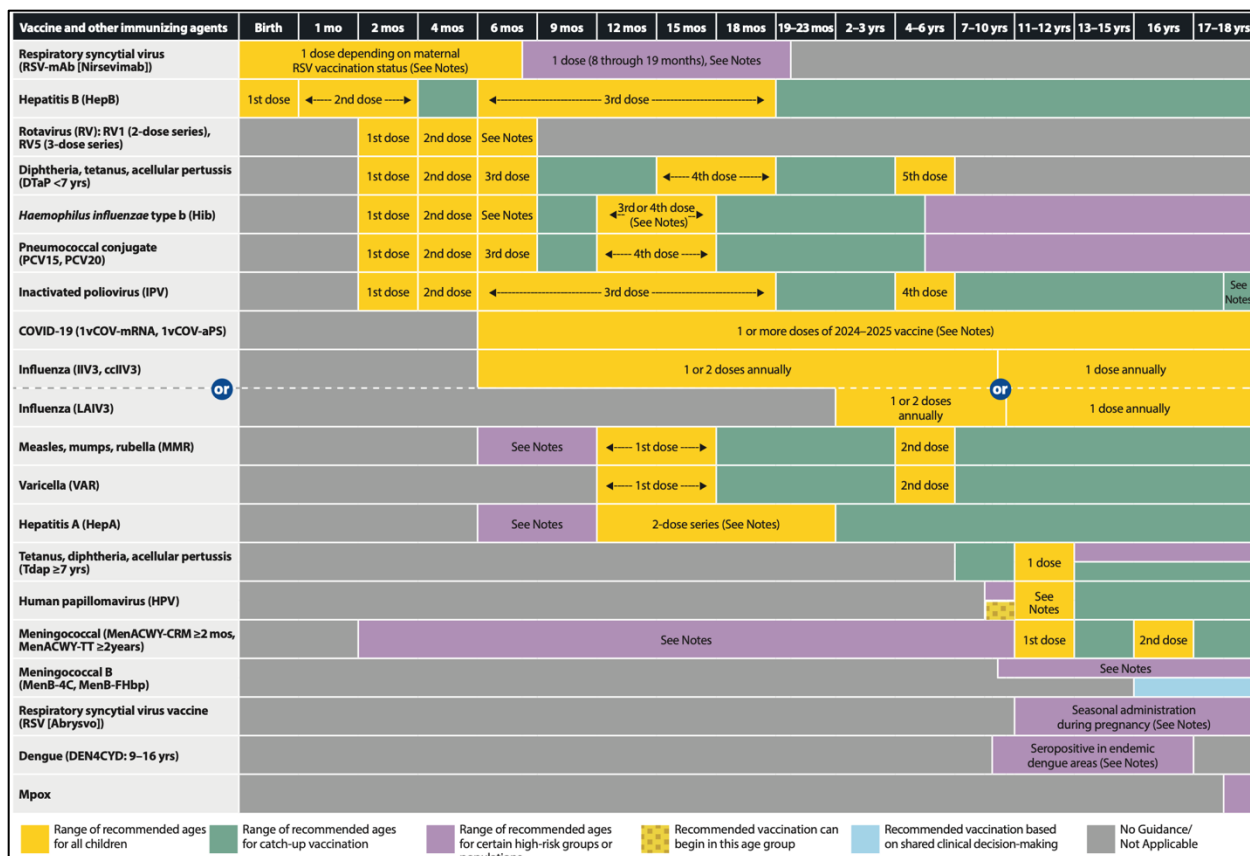 Vaccine and other immunizing agents Birth 1 mo 2 mos 4 mos 6 mos 9 mos 12 mos 15 mos 18 mos 19–23 mos 2–3 yrs 4–6 yrs 7–10 yrs 11–12 yrs 13–15 yrs 16 yrs 17–18 yrs
Respiratory syncytial virus
(RSV-mAb [Nirsevimab])
1 dose depending on maternal
RSV vaccination status (See Notes)
1 dose (8 through 19 months), See Notes
Hepatitis B (HepB) 1st dose 2nd dose 3rd dose
Rotavirus (RV): RV1 (2-dose series),
RV5 (3-dose series)
1st dose 2nd dose See Notes
Diphtheria, tetanus, acellular pertussis
(DTaP <7 yrs)
1st dose 2nd dose 3rd dose 4th dose 5th dose
Haemophilus influenzae type b (Hib)
1st dose 2nd dose See Notes
3rd or 4th dose
(See Notes)
Pneumococcal conjugate
(PCV15, PCV20)
1st dose 2nd dose 3rd dose 4th dose
Inactivated poliovirus (IPV) 1st dose 2nd dose 3rd dose 4th dose
See
Notes
COVID-19 (1vCOV-mRNA, 1vCOV-aPS) 1 or more doses of 2024–2025 vaccine (See Notes)
Influenza (IIV3, ccIIV3) 1 or 2 doses annually 1 dose annually
or or
Influenza (LAIV3)
1 or 2 doses
annually
1 dose annually
Measles, mumps, rubella (MMR) See Notes 1st dose 2nd dose
Varicella (VAR) 1st dose 2nd dose
Hepatitis A (HepA) See Notes 2-dose series (See Notes)
Tetanus, diphtheria, acellular pertussis
(Tdap ≥7 yrs)
1 dose
Human papillomavirus (HPV)
See
Notes
Meningococcal (MenACWY-CRM ≥2 mos,
MenACWY-TT ≥2years)
See Notes 1st dose 2nd dose
Meningococcal B
(MenB-4C, MenB-FHbp)
See Notes
Respiratory syncytial virus vaccine
(RSV [Abrysvo])
Seasonal administration
during pregnancy (See Notes)
Dengue (DEN4CYD: 9–16 yrs)
Seropositive in endemic
dengue areas (See Notes)
Mpox
Range of recommended ages
for all children
Range of recommended ages
for catch-up vaccination
Range of recommended ages
for certain high-risk groups or
Recommended vaccination can
begin in this age group
Recommended vaccination based
on shared clinical decision-making
No Guidance/
Not Applicable